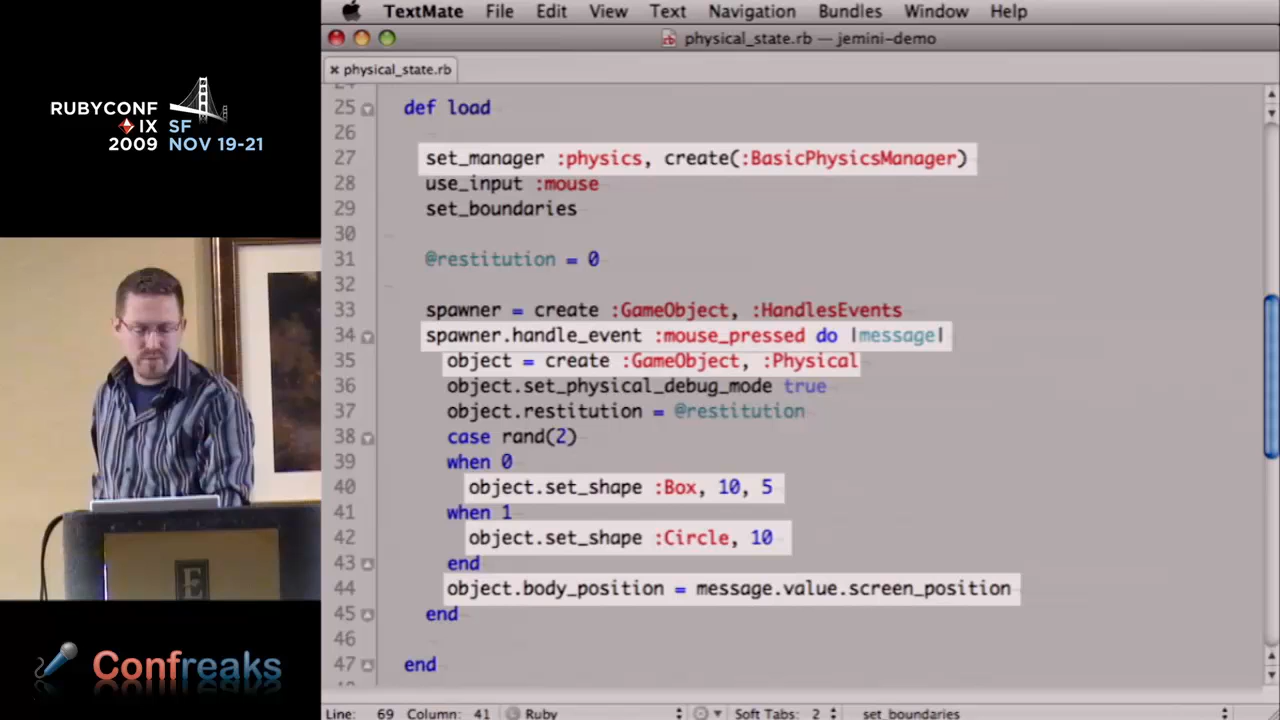 TextMate File Edit View Text Navigation Bundles Window Help
physical_state.rb — jemini-demo
physical_state.rb
RUBYCONF
IX SF
2009 NOV 19-21
25 def load
26
27 set_manager :physics, create(:BasicPhysicsManager)
28 use_input :mouse
29 set_boundaries
30
31 @restitution = 0
32
33 spawner = create :GameObject, :HandlesEvents
34 spawner.handle_event :mouse_pressed do |message|
35 object = create :GameObject, :Physical
36 object.set_physical_debug_mode true
37 object.restitution = @restitution
38 case rand(2)
39 when 0
40 object.set_shape :Box, 10, 5
41 when 1
42 object.set_shape :Circle, 10
43 end
44 object.body_position = message.value.screen_position
45 end
46
47 end
Line: 69 Column: 41 Ruby Soft Tabs: 2 set_boundaries
E
Confreaks